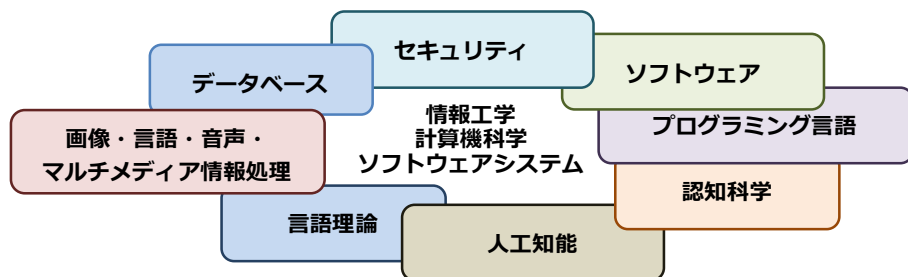 セキュリティ
データベース
ソフトウェア
情報工学
計算機科学
ソフトウェアシステム
プログラミング言語
画像・言語・音声・
マルチメディア情報処理
認知科学
言語理論
人工知能